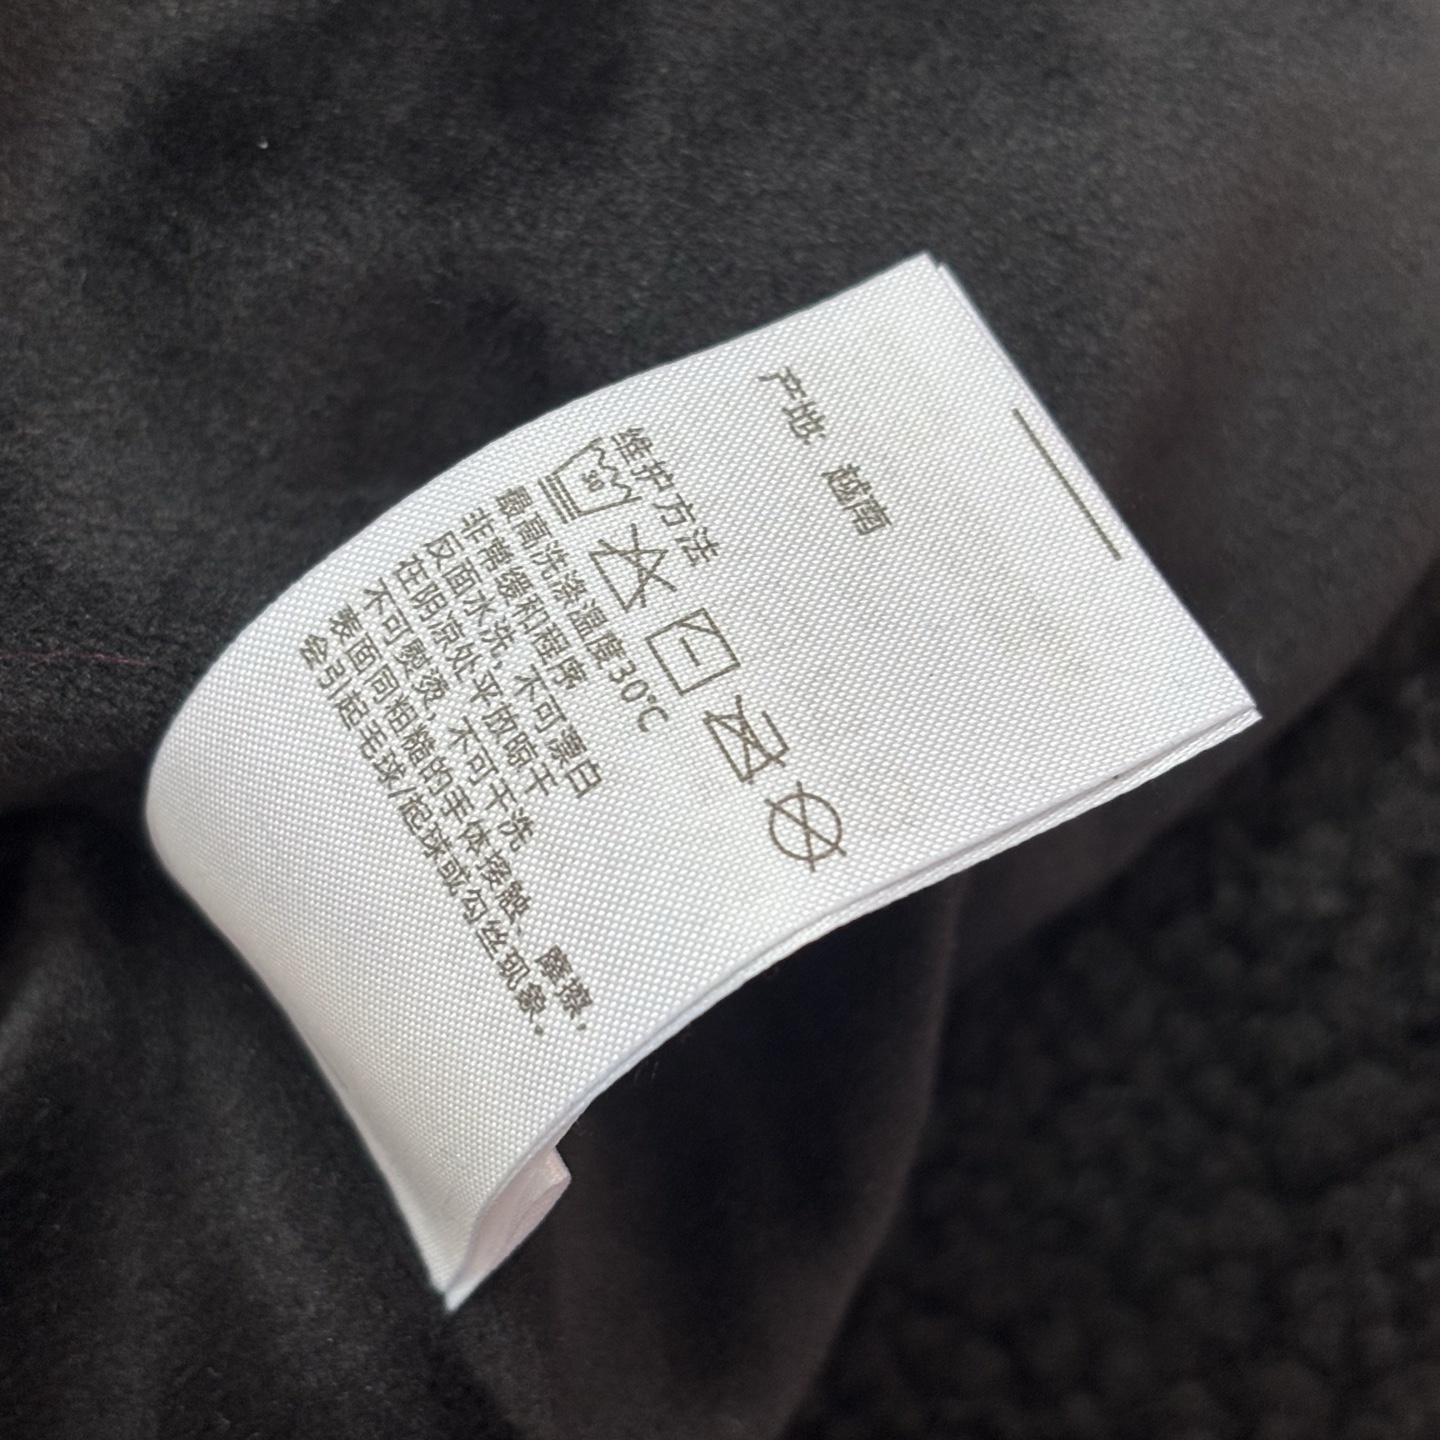 产地: 越南
维护方法
30
最高洗涤温度30℃
非常缓和程序
反面水洗, 不可漂白
在阴凉处平放晾干
不可熨烫, 不可干洗
表面同粗糙的手体接触、摩擦,
会引起毛球/起球或勾丝现象。